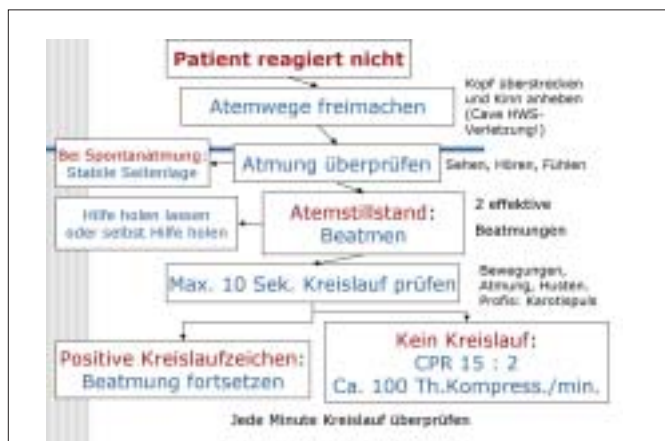 Patient reagiert nicht
Atemwege freimachen
Kopf überstrecken
und Kinn anheben
(Cave HWS-
Verletzung!)
Bei Spontanatmung:
Stabile Seitenlage
Atmung überprüfen
Sehen, Hören, Fühlen
Hilfe holen lassen
oder selbst Hilfe holen
Atemstillstand:
Beatmen
2 effektive
Beatmungen
Max. 10 Sek. Kreislauf prüfen
Bewegungen,
Atmung, Husten.
Profis: Karotispuls
Positive Kreislaufzeichen:
Beatmung fortsetzen
Kein Kreislauf:
CPR 15 : 2
Ca. 100 Th.Kompress./min.
Jede Minute Kreislauf überprüfen